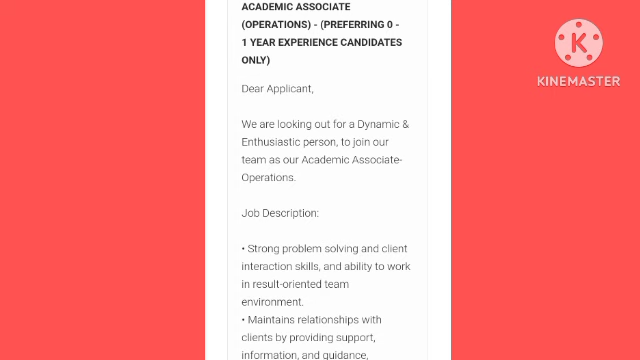 ACADEMIC ASSOCIATE
(OPERATIONS) - (PREFERRING 0 -
1 YEAR EXPERIENCE CANDIDATES
ONLY)
Dear Applicant,
We are looking out for a Dynamic &
Enthusiastic person, to join our
team as our Academic Associate-
Operations.
Job Description:
• Strong problem solving and client
interaction skills, and ability to work
in result-oriented team
environment.
• Maintains relationships with
clients by providing support,
information, and guidance,
K
KINEMASTER